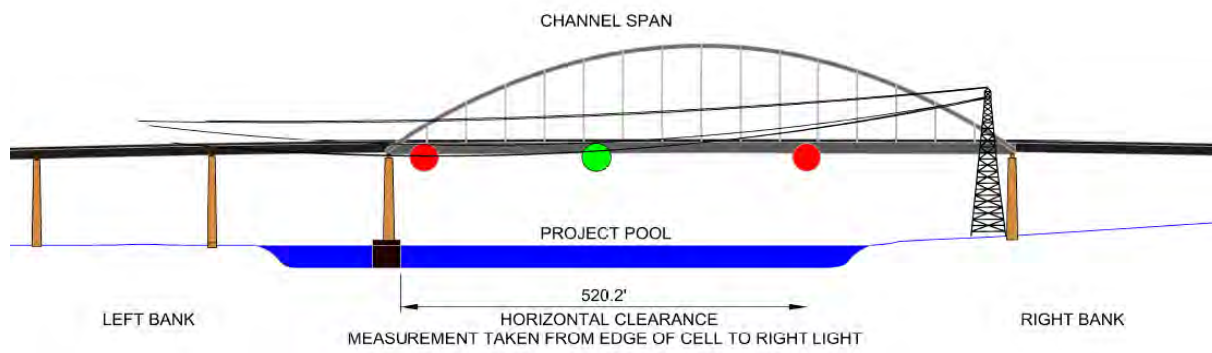 CHANNEL SPAN
PROJECT POOL
520.2'
LEFT BANK
HORIZONTAL CLEARANCE
RIGHT BANK
MEASUREMENT TAKEN FROM EDGE OF CELL TO RIGHT LIGHT